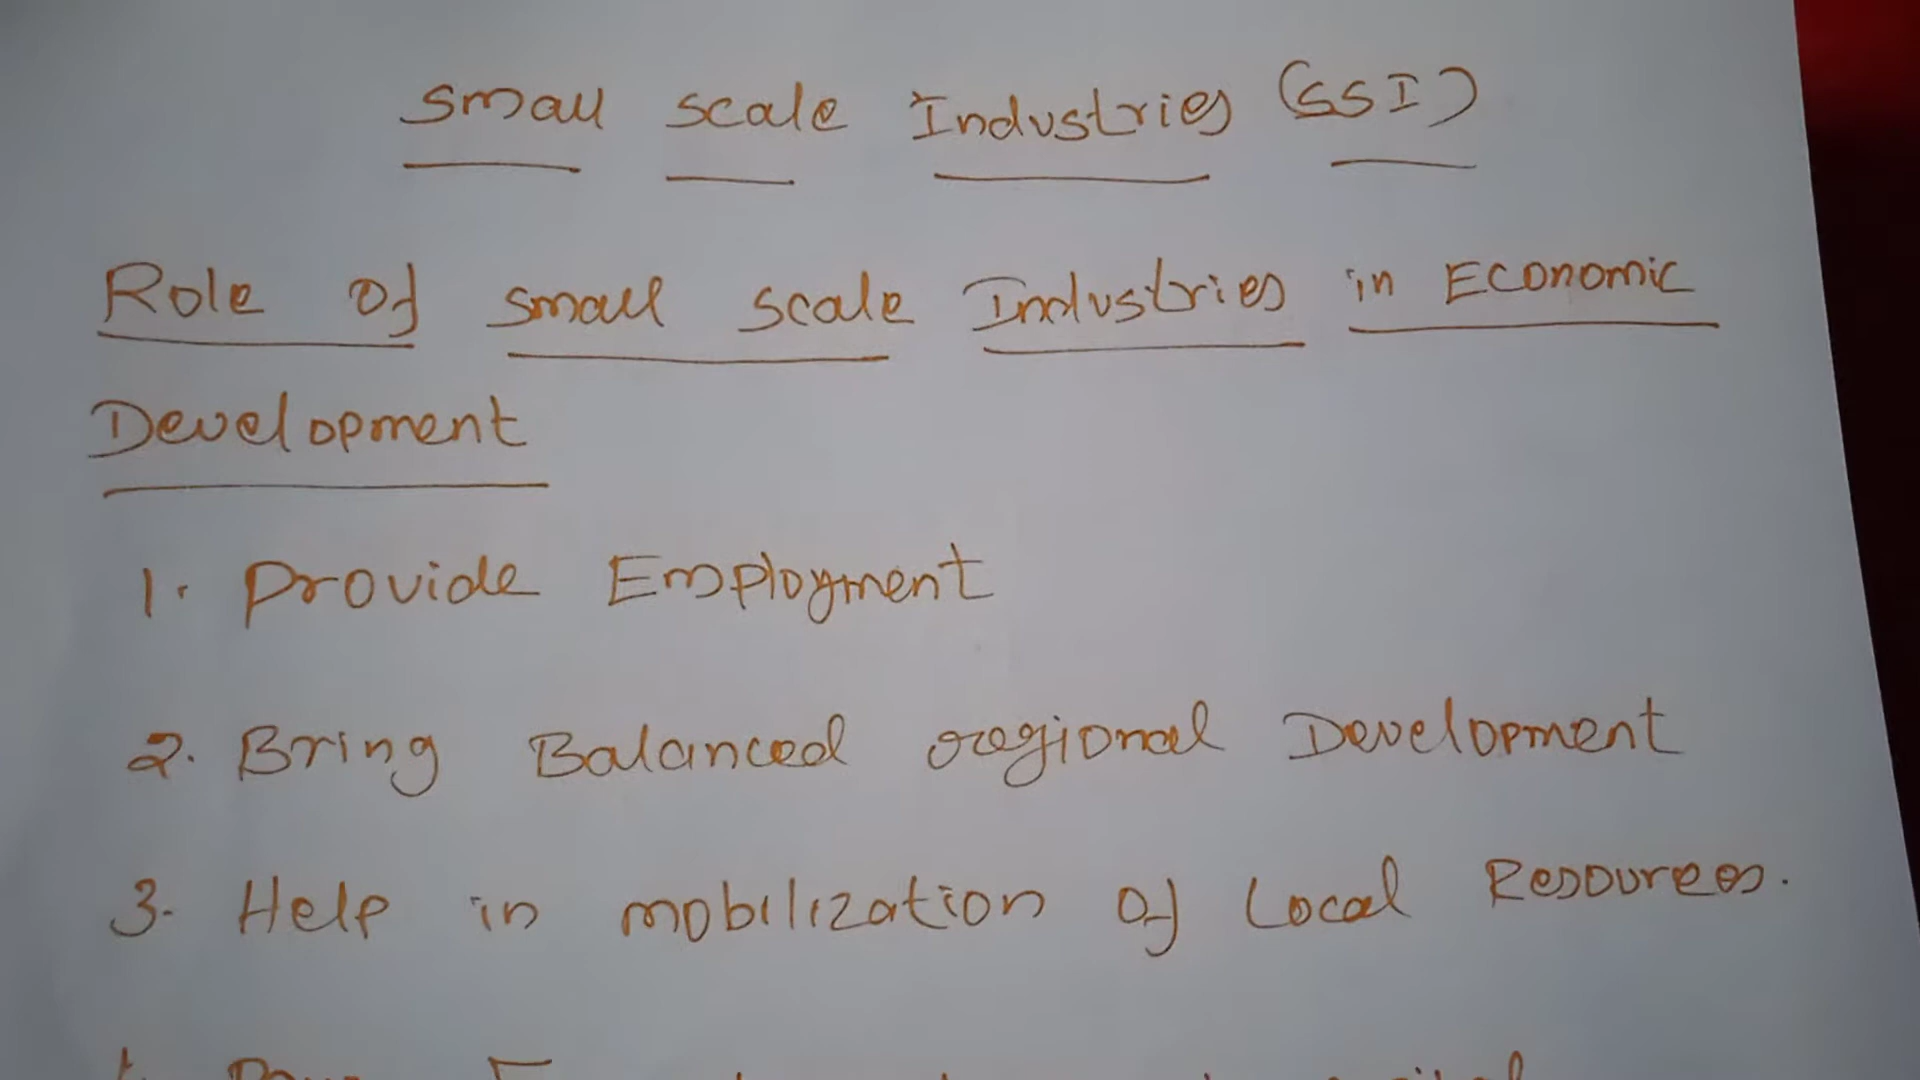 Small scale Industries (SSI)
Role of small scale Industries in Economic
Development
1. Provide Employment
2. Bring Balanced regional Development
3. Help in mobilization of Local Resources.